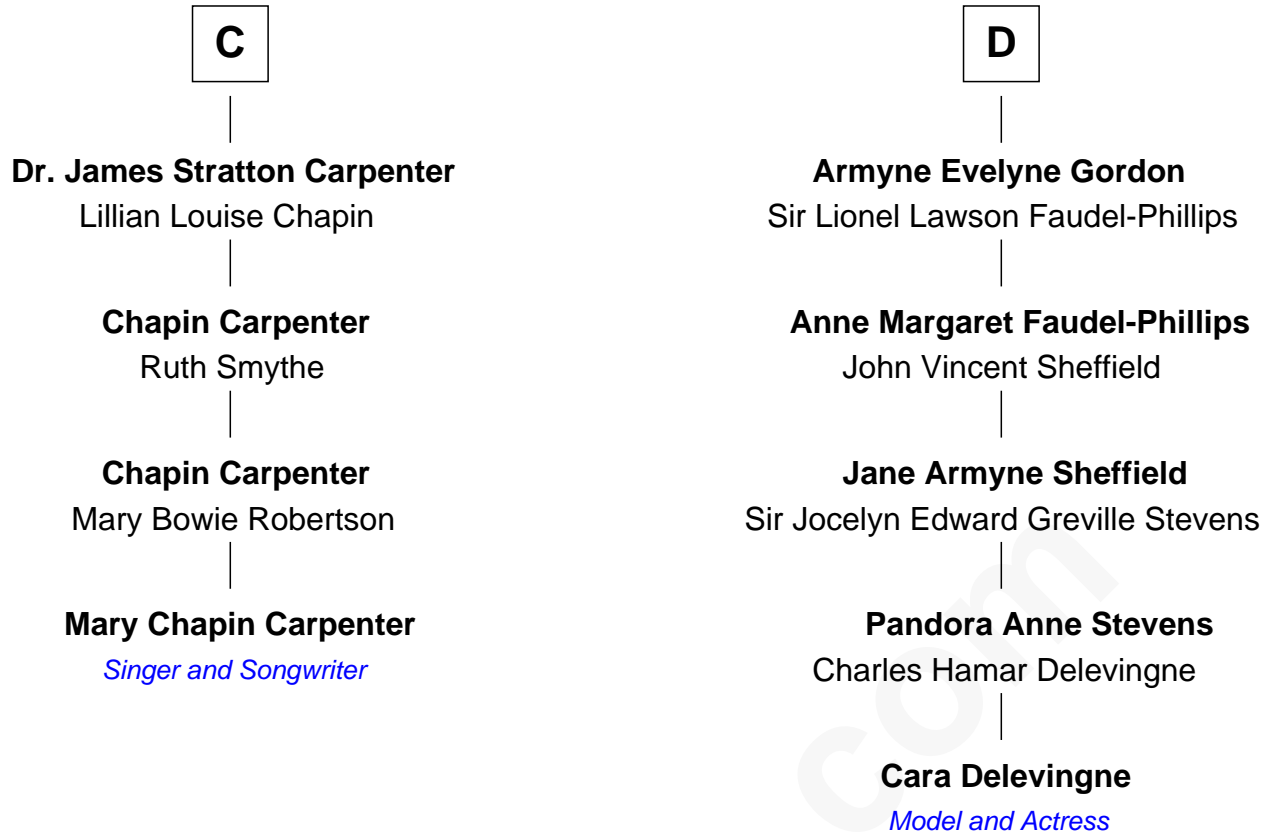 C
Dr. James Stratton Carpenter
Lillian Louise Chapin
Chapin Carpenter
Ruth Smythe
Chapin Carpenter
Mary Bowie Robertson
Mary Chapin Carpenter
Singer and Songwriter
D
Armyne Evelyne Gordon
Sir Lionel Lawson Faudel-Phillips
Anne Margaret Faudel-Phillips
John Vincent Sheffield
Jane Armyne Sheffield
Sir Jocelyn Edward Greville Stevens
Pandora Anne Stevens
Charles Hamar Delevingne
Cara Delevingne
Model and Actress
com